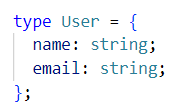 type User = {
  name: string;
  email: string;
};